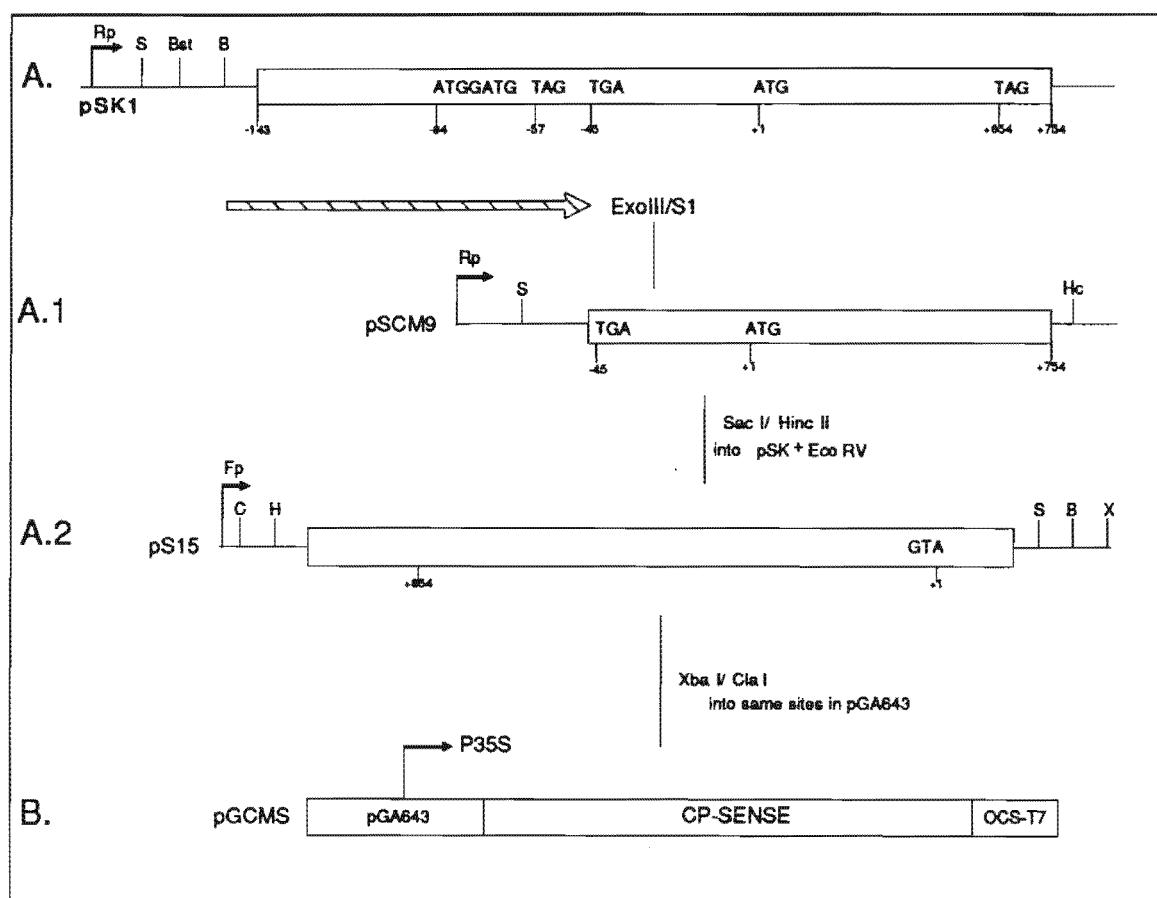 Rp S Bst B
A.
ATGGATG TAG TGA ATG TAG
pSK1
-143 -84 -57 -45 +1 +654 +754
ExoIII/S1
Rp
S Hc
A.1
pSCM9
TGA ATG
-45 +1 +754
Sac I/ Hinc II
into pSK + Eco RV
Fp
C H S B X
A.2
pS15
GTA
+654 +1
Xba I/ Cla I
into same sites in pGA643
P35S
B.
pGCMS pGA643 CP-SENSE OCS-T7